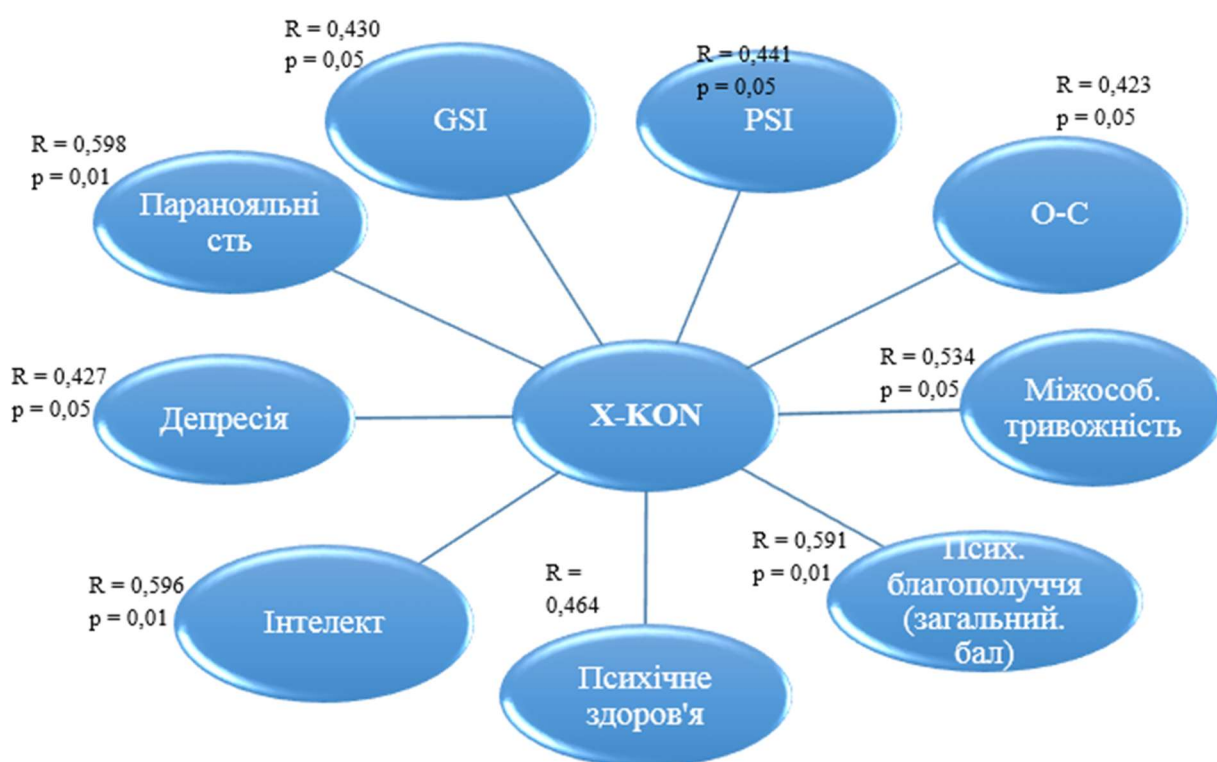 R = 0,430
p = 0,05
GSI
R = 0,441
p = 0,05
PSI
R = 0,423
p = 0,05
O-C
R = 0,598
p = 0,01
Паранояльні
сть
R = 0,427
p = 0,05
Депресія
X-KON
R = 0,534
p = 0,05
Міжособ.
тривожність
R = 0,596
p = 0,01
Інтелект
R =
0,464
Психічне
здоров'я
R = 0,591
p = 0,01
Псих.
благополуччя
(загальний.
бал)